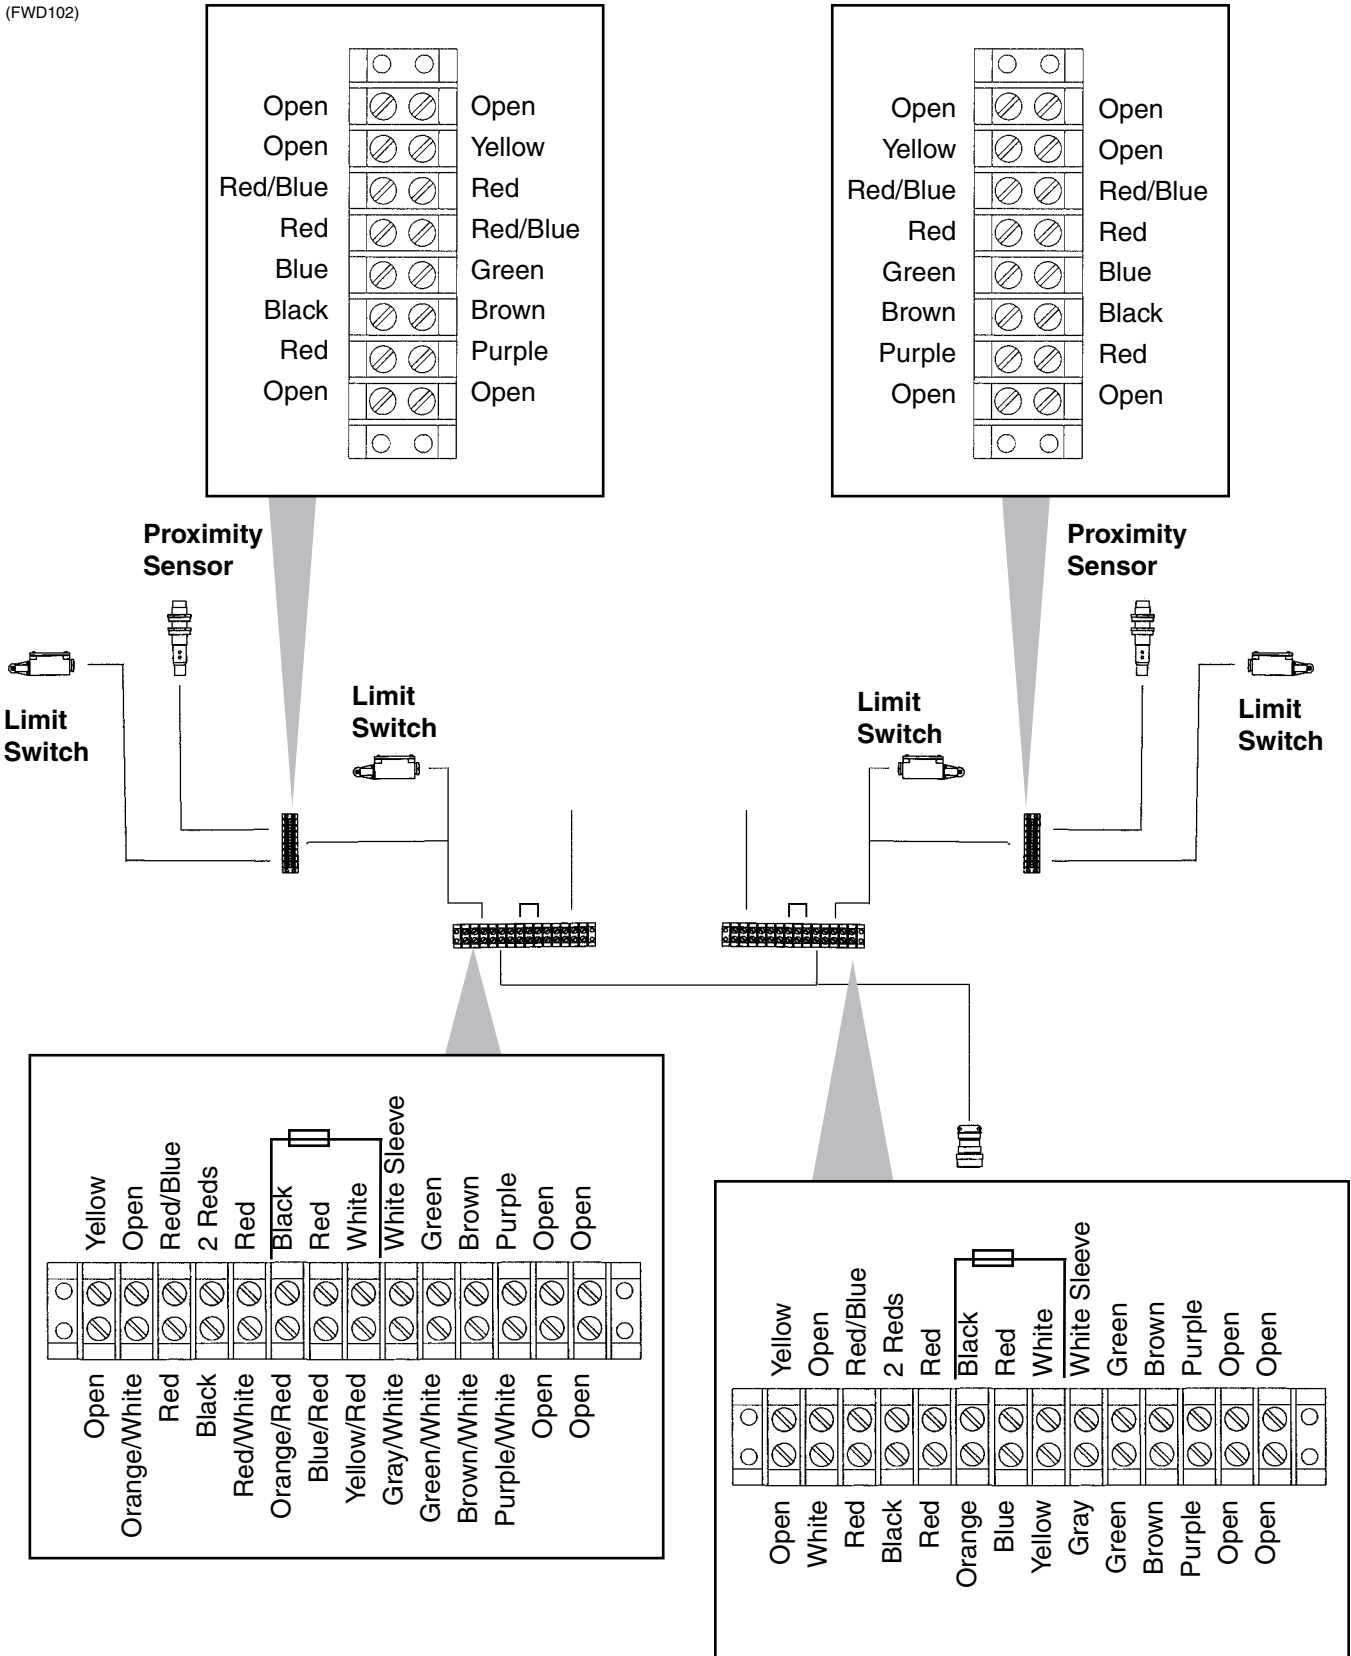 (FWD102)
Open
Open
Red/Blue
Red
Blue
Black
Red
Open
Open
Yellow
Red
Red/Blue
Green
Brown
Purple
Open
Open
Yellow
Red/Blue
Red
Green
Brown
Purple
Open
Open
Open
Red/Blue
Red
Blue
Black
Red
Open
Proximity
Sensor
Limit
Switch
Limit
Switch
Proximity
Sensor
Limit
Switch
Limit
Switch
Yellow
Open
Red/Blue
2 Reds
Red
Black
Red
White
White Sleeve
Green
Brown
Purple
Open
Open
Open
Orange/White
Red
Black
Red/White
Orange/Red
Blue/Red
Yellow/Red
Gray/White
Green/White
Brown/White
Purple/White
Open
Open
Yellow
Open
Red/Blue
2 Reds
Red
Black
Red
White
White Sleeve
Green
Brown
Purple
Open
Open
Open
White
Red
Black
Red
Orange
Blue
Yellow
Gray
Green
Brown
Purple
Open
Open